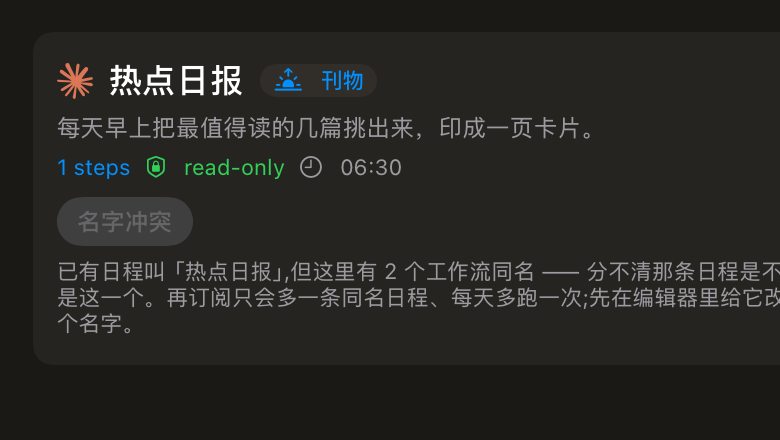 热点日报 刊物
每天早上把最值得读的几篇挑出来，印成一页卡片。
1 steps read-only 06:30
名字冲突
已有日程叫「热点日报」,但这里有 2 个工作流同名 —— 分不清那条日程是不
是这一个。再订阅只会多一条同名日程、每天多跑一次;先在编辑器里给它改
个名字。